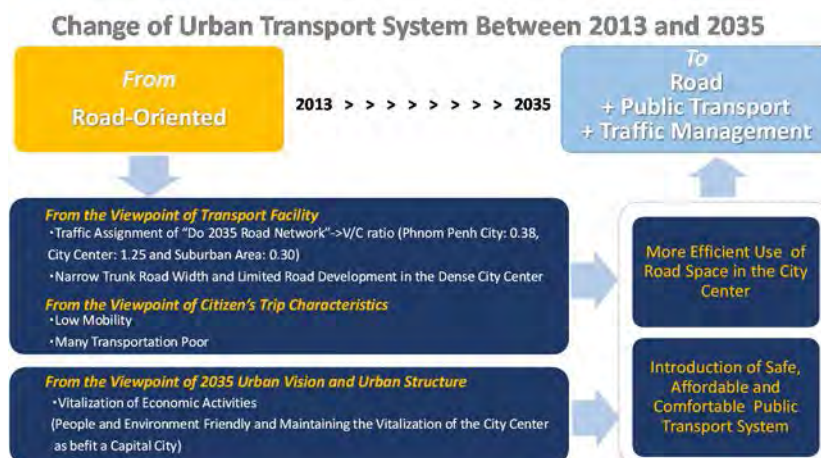 Change of Urban Transport System Between 2013 and 2035
From
Road-Oriented
2013 > > > > > > > > 2035
To
Road
+ Public Transport
+ Traffic Management
From the Viewpoint of Transport Facility
・Traffic Assignment of “Do 2035 Road Network”->V/C ratio (Phnom Penh City: 0.38,
City Center: 1.25 and Suburban Area: 0.30)
・Narrow Trunk Road Width and Limited Road Development in the Dense City Center
From the Viewpoint of Citizen’s Trip Characteristics
・Low Mobility
・Many Transportation Poor
More Efficient Use of
Road Space in the City
Center
From the Viewpoint of 2035 Urban Vision and Urban Structure
・Vitalization of Economic Activities
(People and Environment Friendly and Maintaining the Vitalization of the City Center
as befit a Capital City)
Introduction of Safe,
Affordable and
Comfortable Public
Transport System